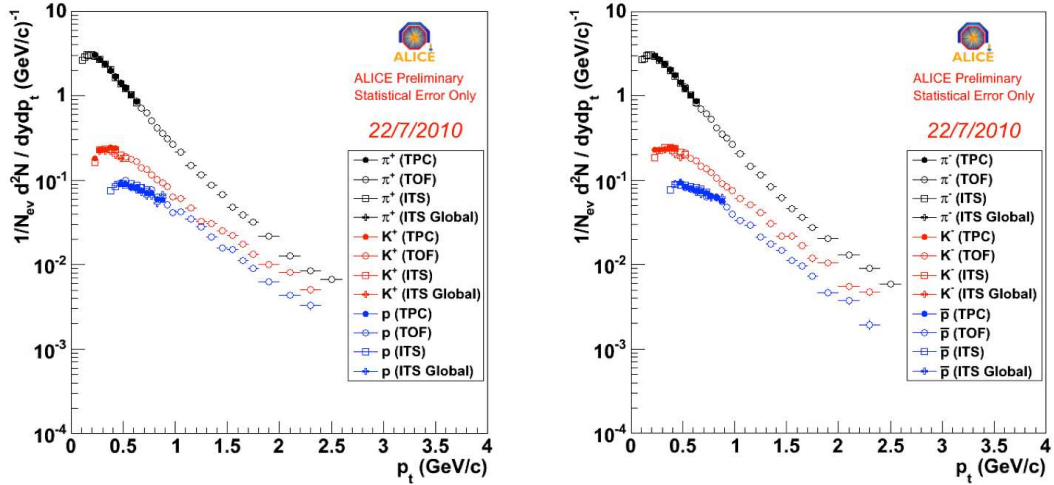 1/N_ev d²N / dydp_t (GeV/c)⁻¹
10
1
10⁻¹
10⁻²
10⁻³
10⁻⁴
0 0.5 1 1.5 2 2.5 3 3.5 4
p_t (GeV/c)
ALICE
ALICE Preliminary
Statistical Error Only
22/7/2010
π⁺ (TPC)
π⁺ (TOF)
π⁺ (ITS)
π⁺ (ITS Global)
K⁺ (TPC)
K⁺ (TOF)
K⁺ (ITS)
K⁺ (ITS Global)
p (TPC)
p (TOF)
p (ITS)
p (ITS Global)
1/N_ev d²N / dydp_t (GeV/c)⁻¹
10
1
10⁻¹
10⁻²
10⁻³
10⁻⁴
0 0.5 1 1.5 2 2.5 3 3.5 4
p_t (GeV/c)
ALICE
ALICE Preliminary
Statistical Error Only
22/7/2010
π⁻ (TPC)
π⁻ (TOF)
π⁻ (ITS)
π⁻ (ITS Global)
K⁻ (TPC)
K⁻ (TOF)
K⁻ (ITS)
K⁻ (ITS Global)
p̅ (TPC)
p̅ (TOF)
p̅ (ITS)
p̅ (ITS Global)